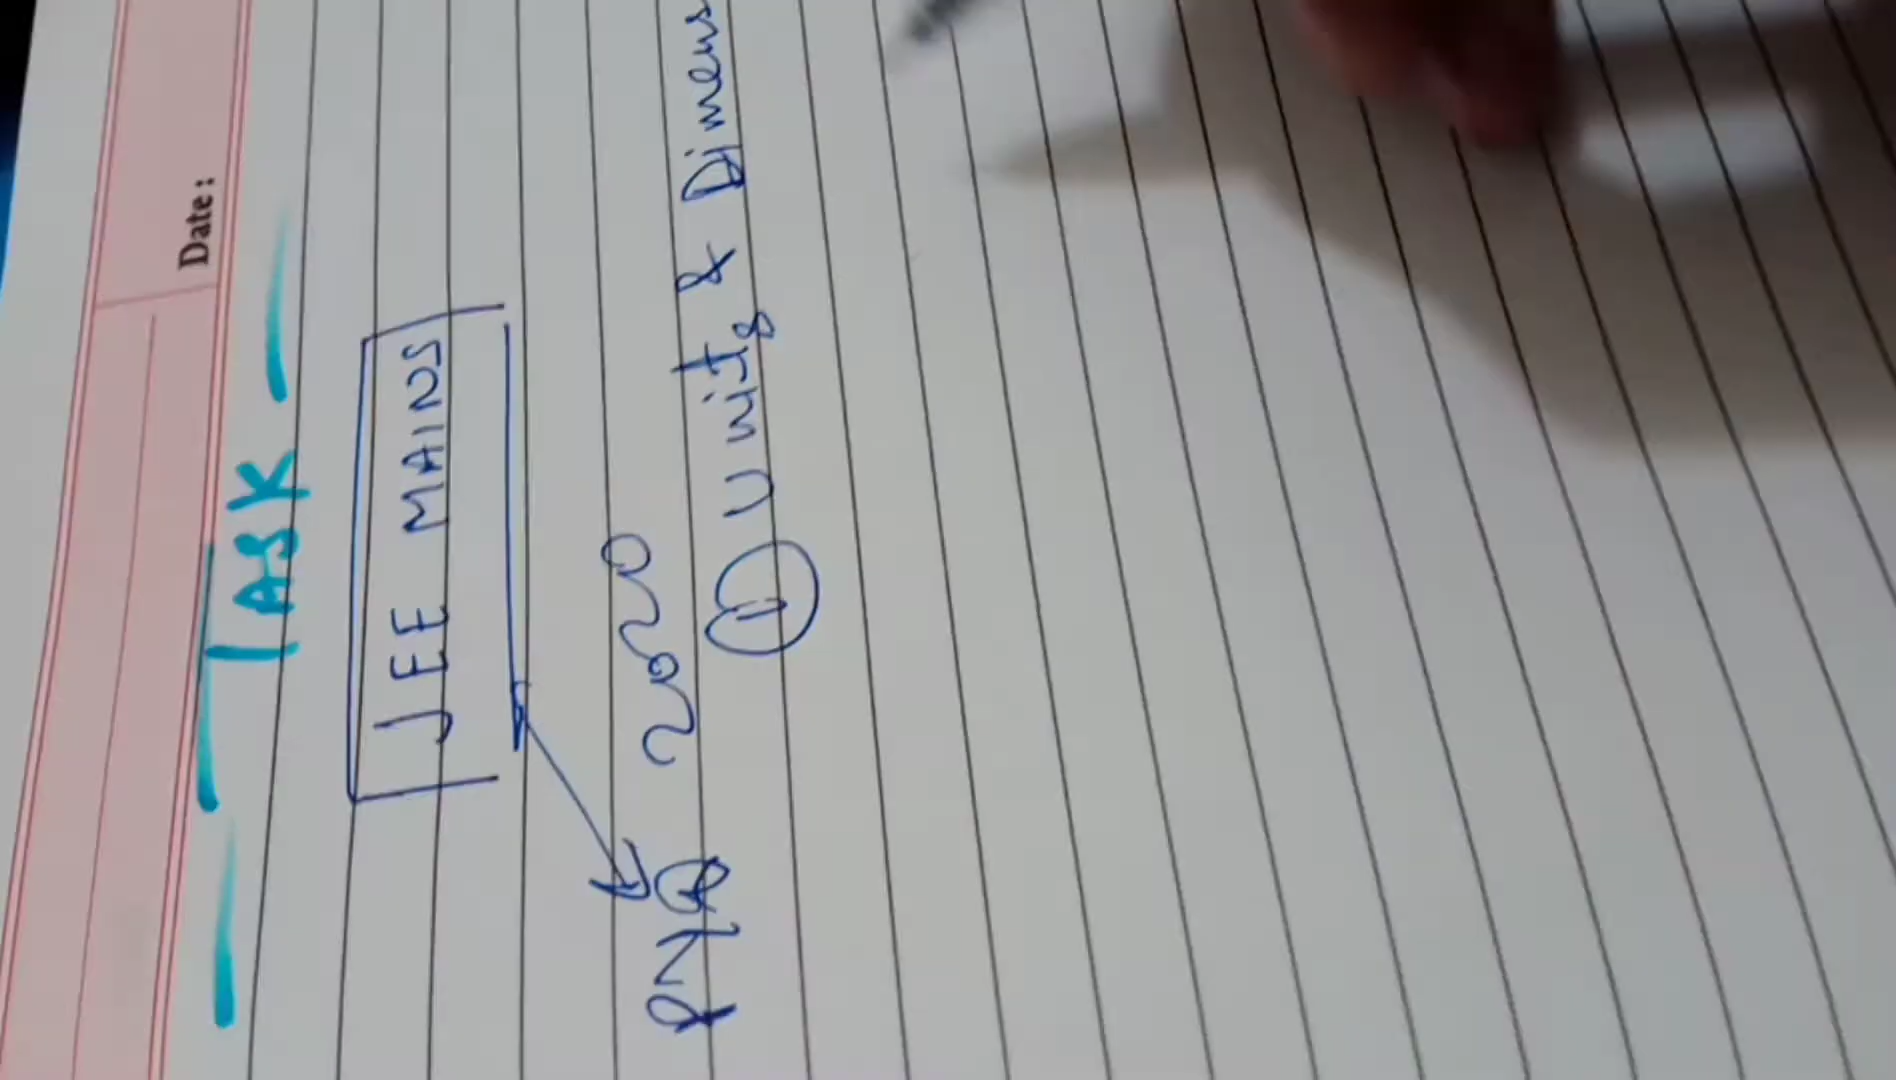 Date:
TASK
JEE MAINS
PYQ 2020
① Units & Dimens